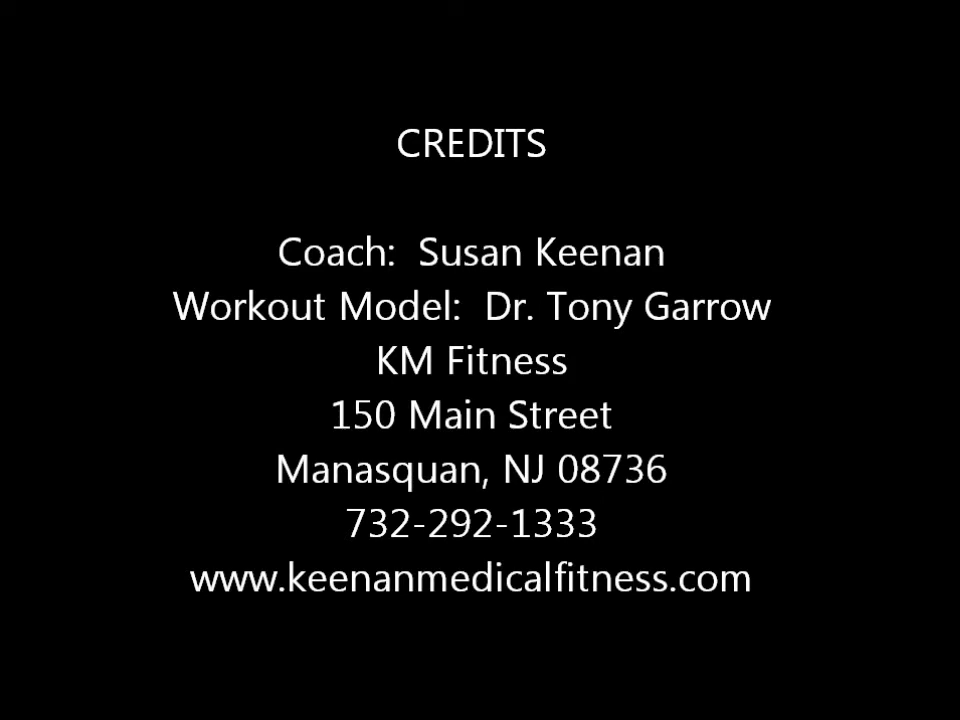 CREDITS
Coach:  Susan Keenan
Workout Model:  Dr. Tony Garrow
KM Fitness
150 Main Street
Manasquan, NJ 08736
732-292-1333
www.keenanmedicalfitness.com